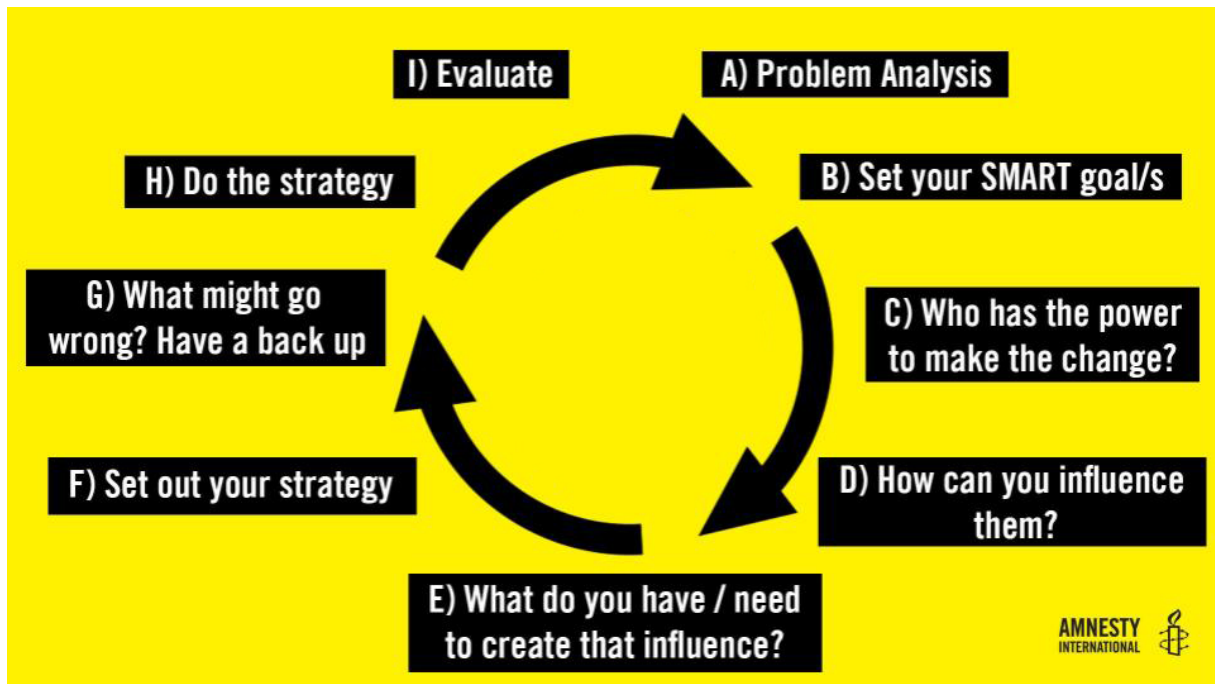 I) Evaluate
A) Problem Analysis
H) Do the strategy
B) Set your SMART goal/s
G) What might go
wrong? Have a back up
C) Who has the power
to make the change?
F) Set out your strategy
D) How can you influence
them?
E) What do you have / need
to create that influence?
AMNESTY
INTERNATIONAL